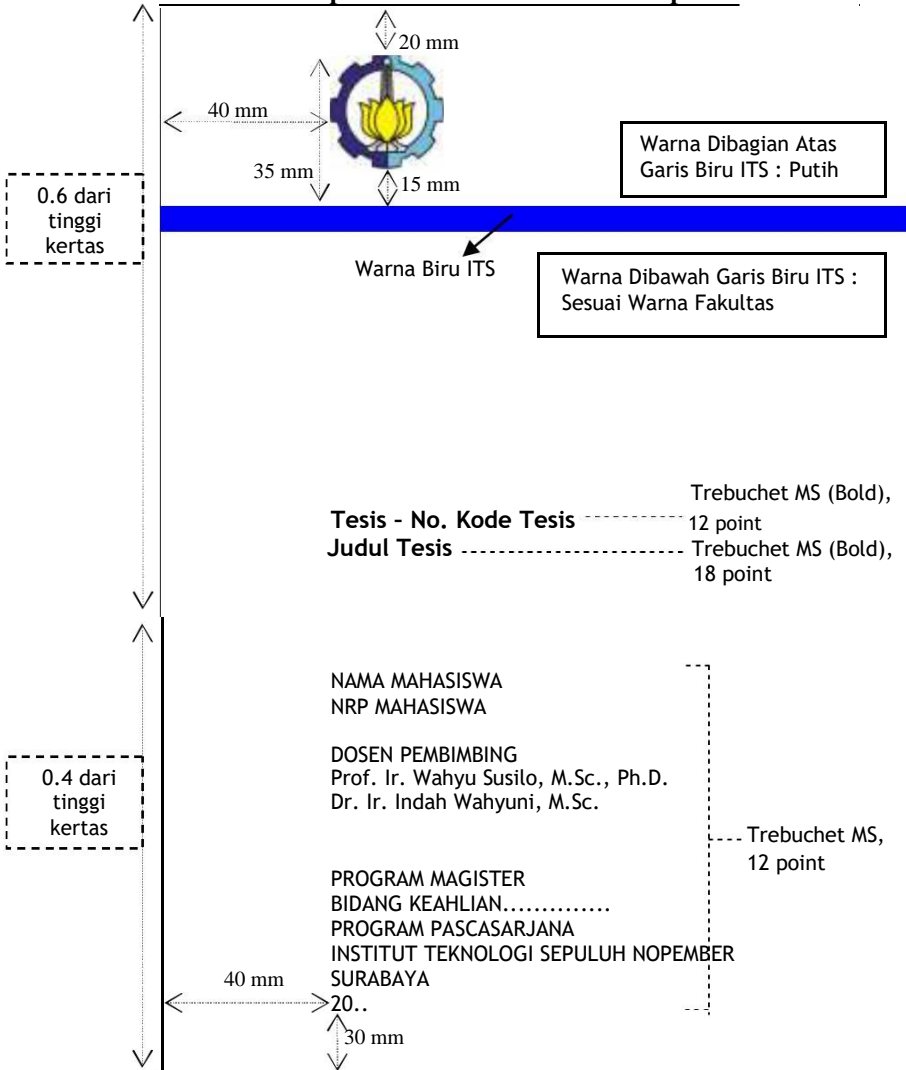 20 mm
40 mm
35 mm
15 mm
Warna Dibagian Atas
Garis Biru ITS : Putih
0.6 dari
tinggi
kertas
Warna Biru ITS
Warna Dibawah Garis Biru ITS :
Sesuai Warna Fakultas
Tesis – No. Kode Tesis
Trebuchet MS (Bold),
12 point
Judul Tesis
Trebuchet MS (Bold),
18 point
NAMA MAHASISWA
NRP MAHASISWA
DOSEN PEMBIMBING
Prof. Ir. Wahyu Susilo, M.Sc., Ph.D.
Dr. Ir. Indah Wahyuni, M.Sc.
0.4 dari
tinggi
kertas
Trebuchet MS,
12 point
PROGRAM MAGISTER
BIDANG KEAHLIAN..............
PROGRAM PASCASARJANA
INSTITUT TEKNOLOGI SEPULUH NOPEMBER
SURABAYA
20..
40 mm
30 mm